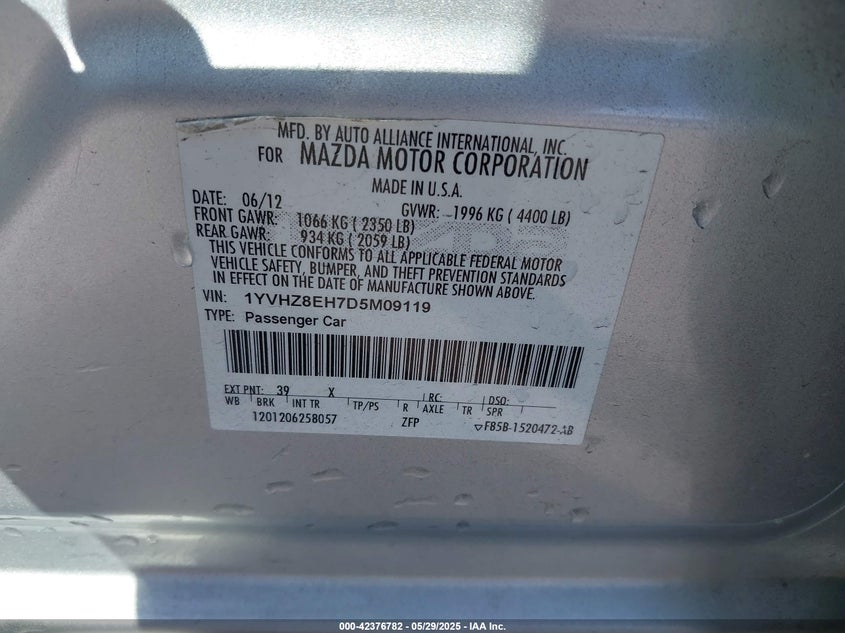 MFD. BY AUTO ALLIANCE INTERNATIONAL, INC.
FOR MAZDA MOTOR CORPORATION
MADE IN U.S.A.
DATE: 06/12 GVWR: 1996 KG ( 4400 LB)
FRONT GAWR: 1066 KG ( 2350 LB)
REAR GAWR: 934 KG ( 2059 LB)
THIS VEHICLE CONFORMS TO ALL APPLICABLE FEDERAL MOTOR
VEHICLE SAFETY, BUMPER, AND THEFT PREVENTION STANDARDS
IN EFFECT ON THE DATE OF MANUFACTURE SHOWN ABOVE.
VIN: 1YVHZ8EH7D5M09119
TYPE: Passenger Car
EXT PNT: 39 X RC: DSO:
WB BRK INT TR TP/PS R AXLE TR SPR
1201206258057 ZFP ▽F85B-1520472-AB
000-42376782 — 05/29/2025 — IAA Inc.